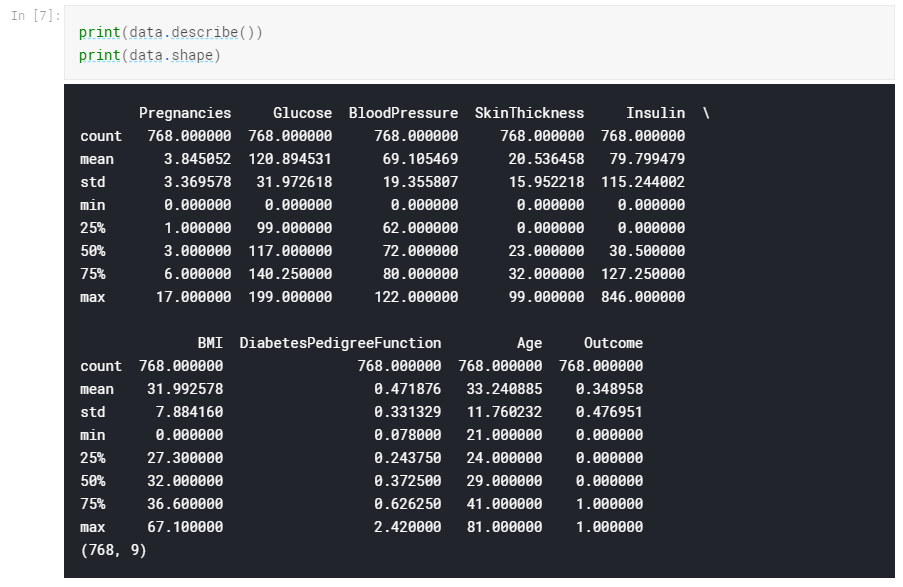 In [7]:
print(data.describe())
print(data.shape)
Pregnancies Glucose BloodPressure SkinThickness Insulin \
count 768.000000 768.000000 768.000000 768.000000 768.000000
mean 3.845052 120.894531 69.105469 20.536458 79.799479
std 3.369578 31.972618 19.355807 15.952218 115.244002
min 0.000000 0.000000 0.000000 0.000000 0.000000
25% 1.000000 99.000000 62.000000 0.000000 0.000000
50% 3.000000 117.000000 72.000000 23.000000 30.500000
75% 6.000000 140.250000 80.000000 32.000000 127.250000
max 17.000000 199.000000 122.000000 99.000000 846.000000
BMI DiabetesPedigreeFunction Age Outcome
count 768.000000 768.000000 768.000000 768.000000
mean 31.992578 0.471876 33.240885 0.348958
std 7.884160 0.331329 11.760232 0.476951
min 0.000000 0.078000 21.000000 0.000000
25% 27.300000 0.243750 24.000000 0.000000
50% 32.000000 0.372500 29.000000 0.000000
75% 36.600000 0.626250 41.000000 1.000000
max 67.100000 2.420000 81.000000 1.000000
(768, 9)